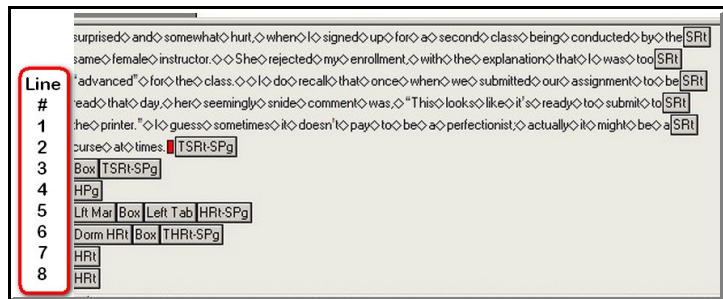 surprised◇and◇somewhat◇hurt,◇when◇I◇signed◇up◇for◇a◇second◇class◇being◇conducted◇by◇the SRt
same◇female◇instructor.◇◇She◇rejected◇my◇enrollment,◇with◇the◇explanation◇that◇I◇was◇too SRt
"advanced"◇for◇the◇class.◇◇I◇do◇recall◇that◇once◇when◇we◇submitted◇our◇assignment◇to◇be SRt
Line
read◇that◇day,◇her◇seemingly◇snide◇comment◇was,◇"This◇looks◇like◇it's◇ready◇to◇submit◇to SRt
#
1 the◇printer."◇I◇guess◇sometimes◇it◇doesn't◇pay◇to◇be◇a◇perfectionist;◇actually◇it◇might◇be◇a SRt
2 curse◇at◇times. TSRt-SPg
3 Box TSRt-SPg
4 HPg
5 Lft Mar Box Left Tab HRt-SPg
6 Dorm HRt Box THRt-SPg
7 HRt
8 HRt